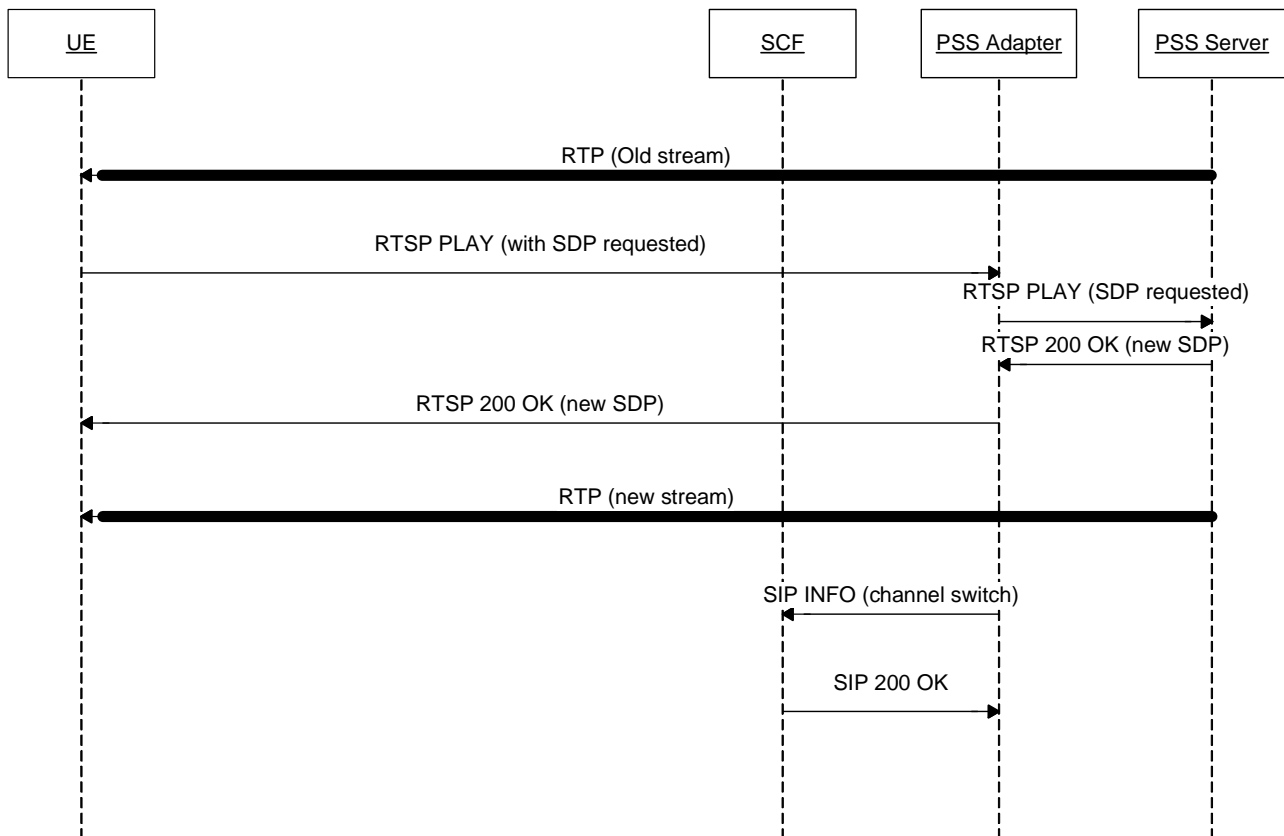 UE
SCF
PSS Adapter
PSS Server
RTP (Old stream)
RTSP PLAY (with SDP requested)
RTSP PLAY (SDP requested)
RTSP 200 OK (new SDP)
RTSP 200 OK (new SDP)
RTP (new stream)
SIP INFO (channel switch)
SIP 200 OK